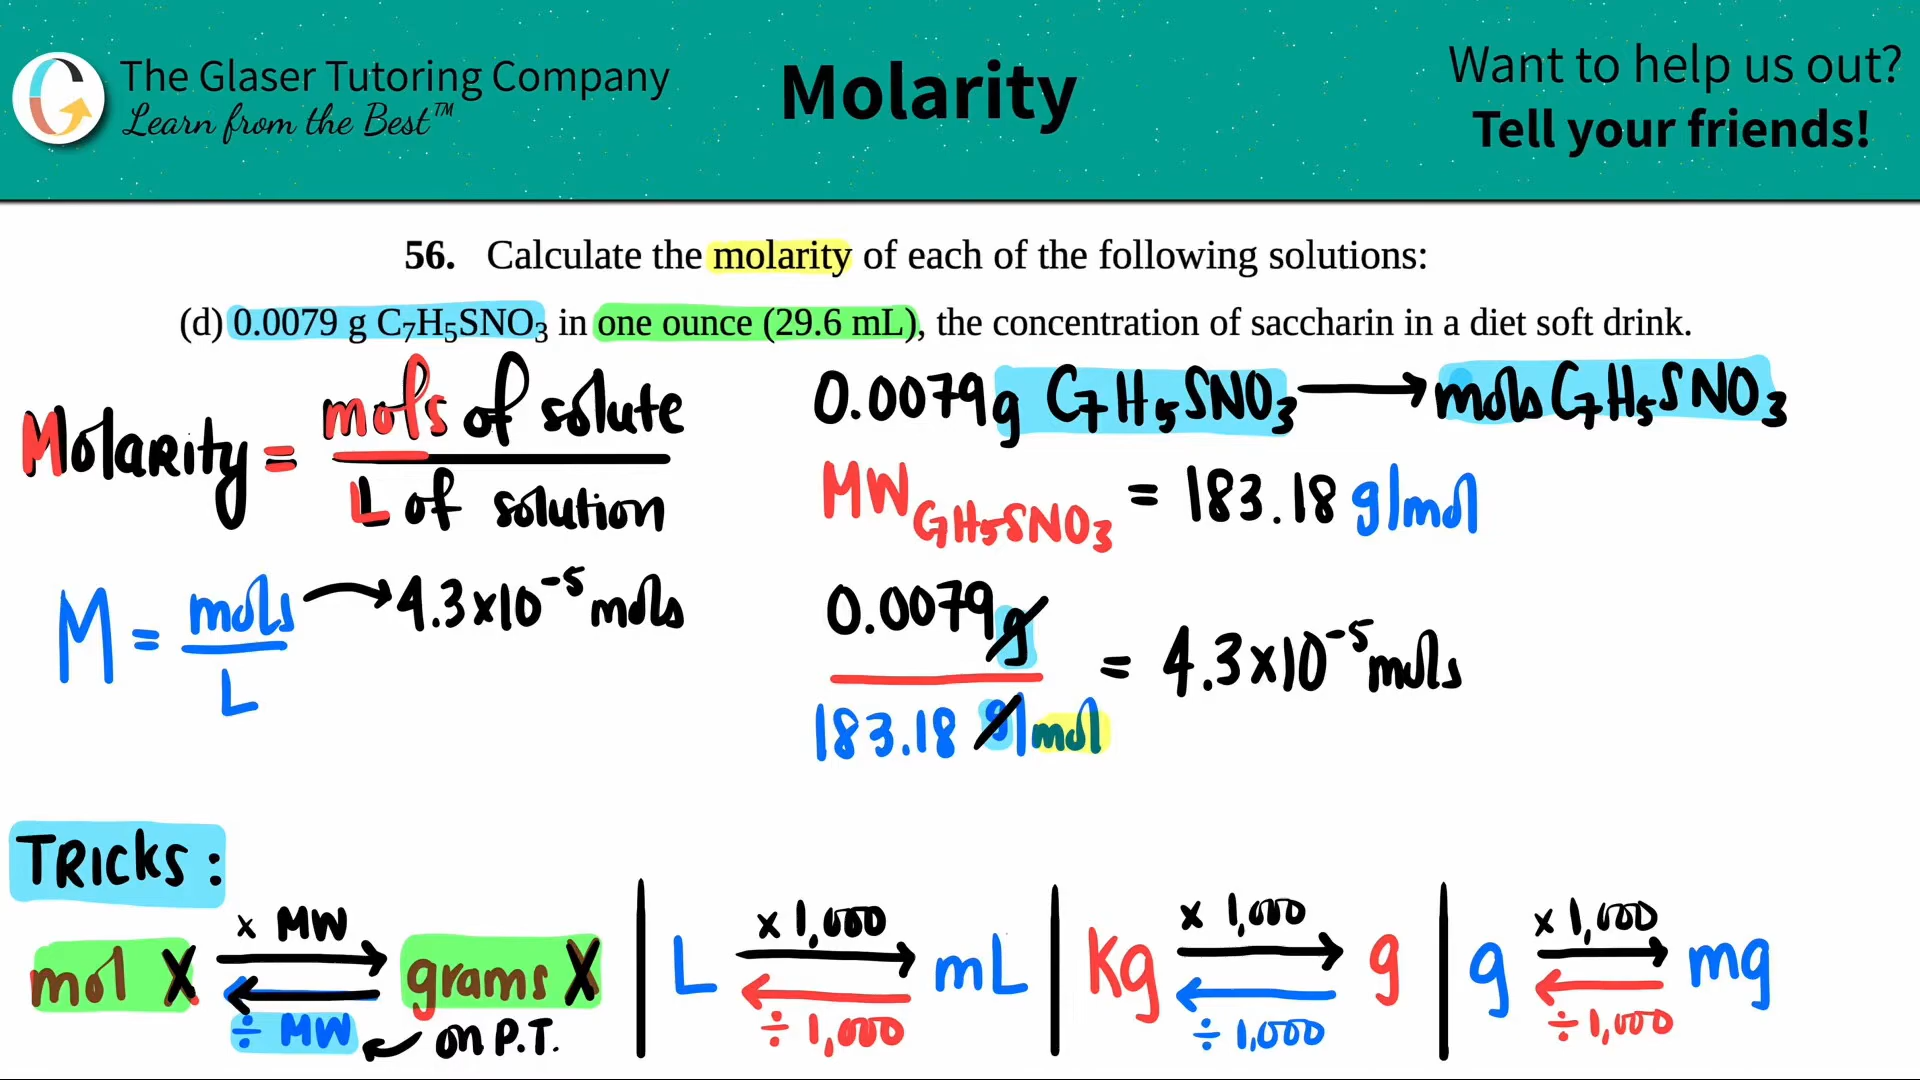 The Glaser Tutoring Company
Learn from the Best™
Molarity
Want to help us out?
Tell your friends!
56. Calculate the molarity of each of the following solutions:
(d) 0.0079 g C₇H₅SNO₃ in one ounce (29.6 mL), the concentration of saccharin in a diet soft drink.
Molarity = mols of solute / L of solution
0.0079g C₇H₅SNO₃ → mols C₇H₅SNO₃
MW C₇H₅SNO₃ = 183.18 g/mol
M = mols / L → 4.3x10⁻⁵ mols
0.0079g / 183.18 g/mol = 4.3x10⁻⁵ mols
TRICKS:
mol X x MW → grams X
← ÷ MW ← on P.T.
L x 1,000 → mL
← ÷ 1,000
Kg x 1,000 → g
← ÷ 1,000
g x 1,000 → mg
← ÷ 1,000